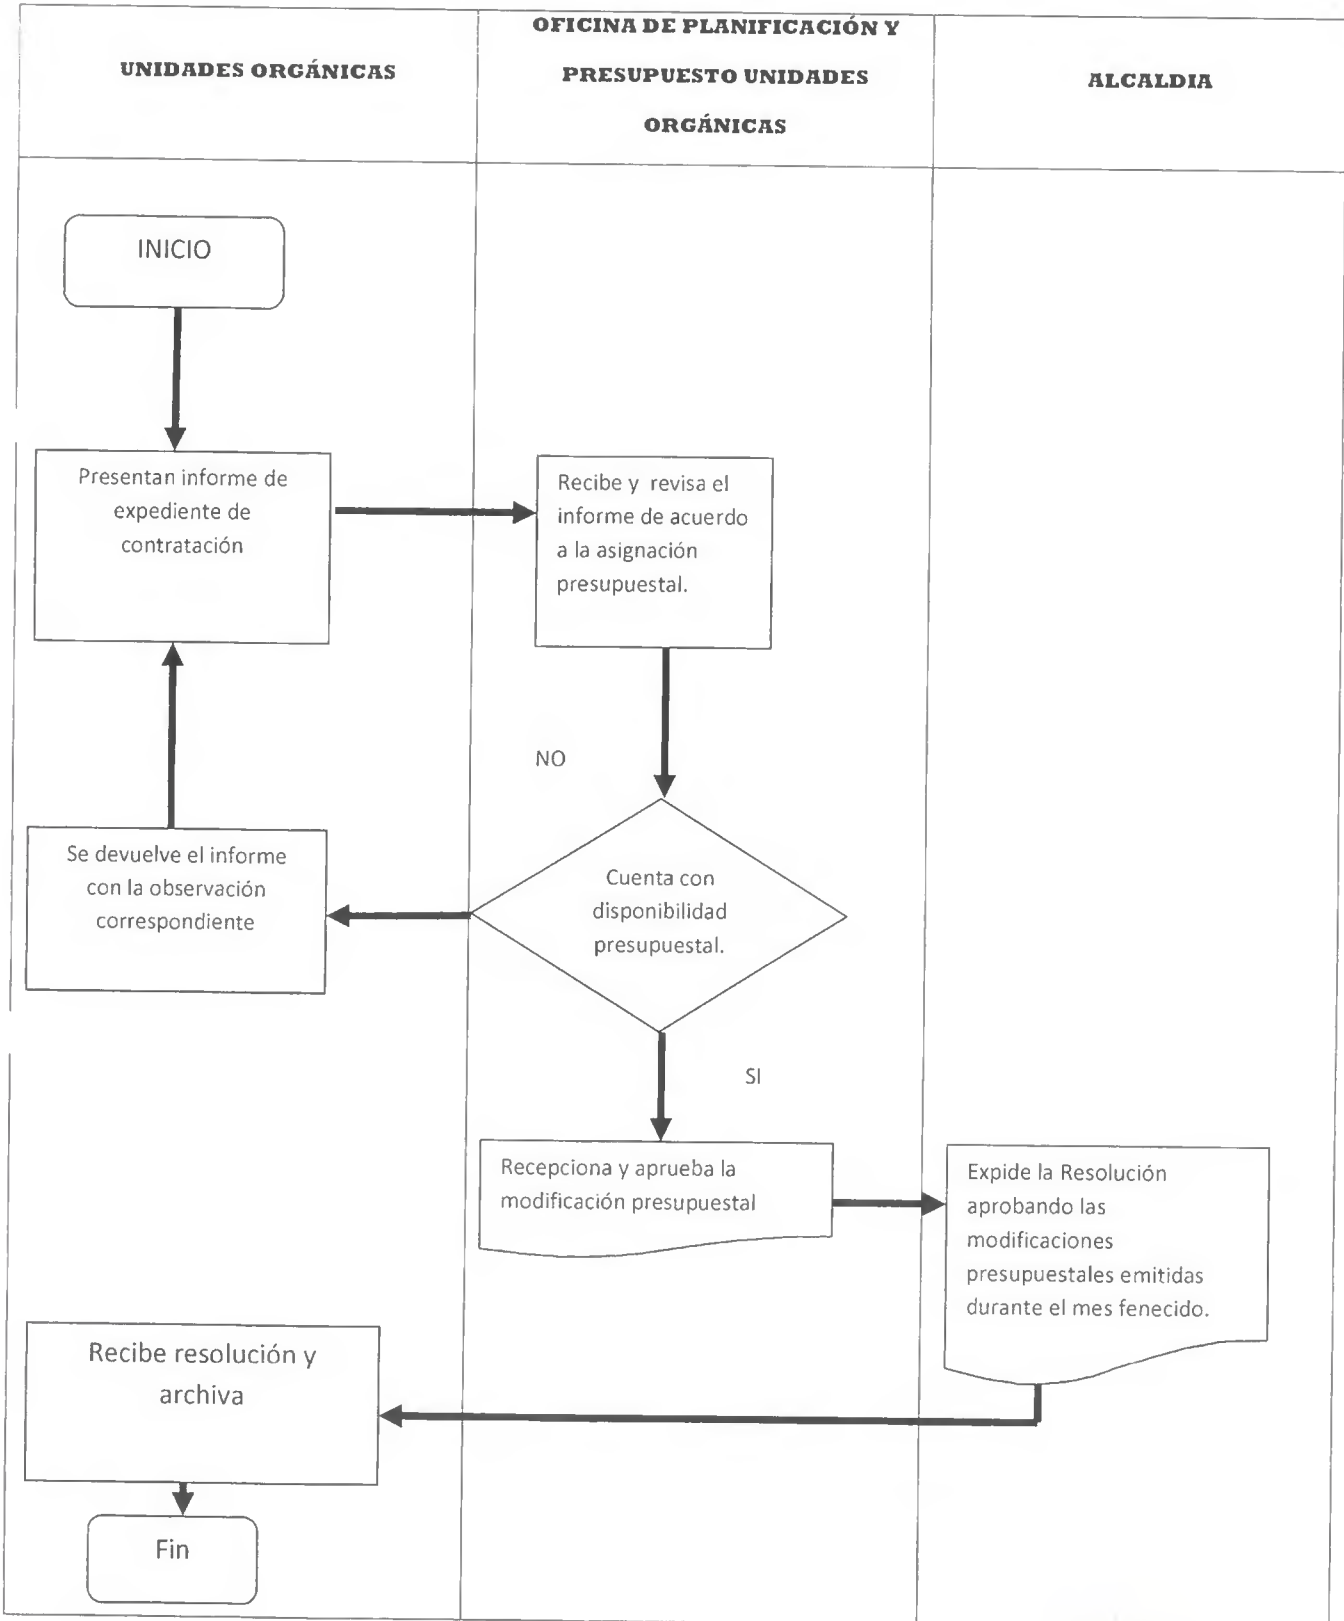 UNIDADES ORGÁNICAS
OFICINA DE PLANIFICACIÓN Y
PRESUPUESTO UNIDADES
ORGÁNICAS
ALCALDIA
INICIO
Presentan informe de
expediente de
contratación
Recibe y revisa el
informe de acuerdo
a la asignación
presupuestal.
NO
Se devuelve el informe
con la observación
correspondiente
Cuenta con
disponibilidad
presupuestal.
SI
Recepciona y aprueba la
modificación presupuestal
Expide la Resolución
aprobando las
modificaciones
presupuestales emitidas
durante el mes fenecido.
Recibe resolución y
archiva
Fin